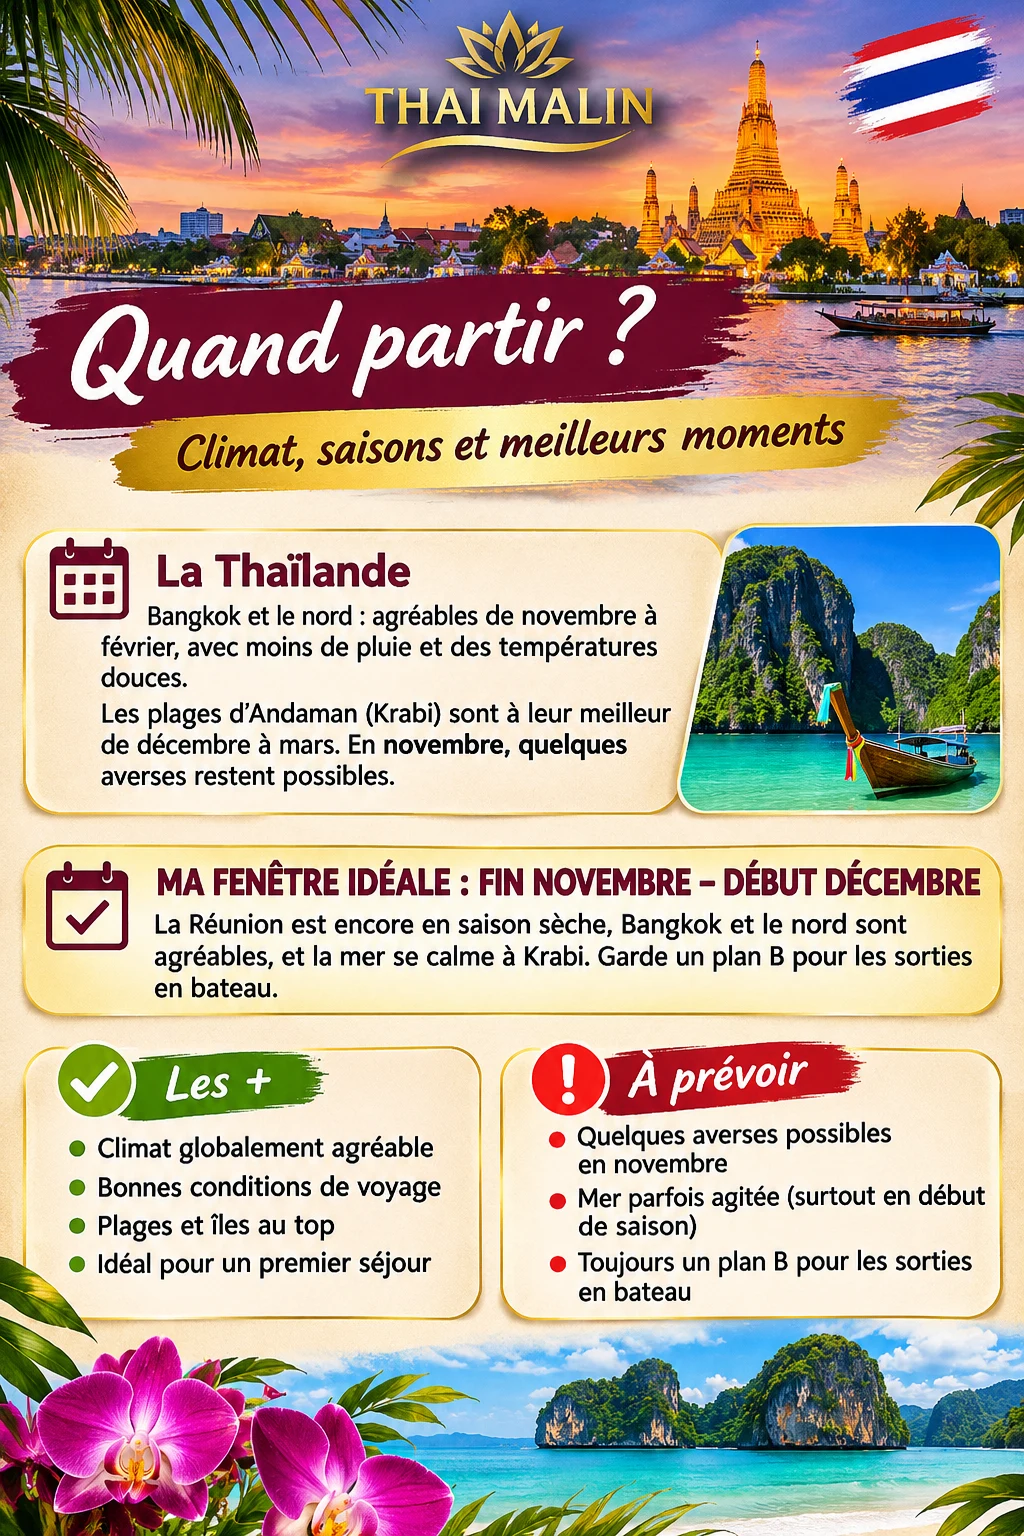 THAI MALIN
Quand partir ?
Climat, saisons et meilleurs moments
La Thaïlande
Bangkok et le nord : agréables de novembre à
février, avec moins de pluie et des températures
douces.
Les plages d’Andaman (Krabi) sont à leur meilleur
de décembre à mars. En novembre, quelques
averses restent possibles.
MA FENÊTRE IDÉALE : FIN NOVEMBRE – DÉBUT DÉCEMBRE
La Réunion est encore en saison sèche, Bangkok et le nord sont
agréables, et la mer se calme à Krabi. Garde un plan B pour les sorties
en bateau.
Les +
Climat globalement agréable
Bonnes conditions de voyage
Plages et îles au top
Idéal pour un premier séjour
À prévoir
Quelques averses possibles
en novembre
Mer parfois agitée (surtout en début
de saison)
Toujours un plan B pour les sorties
en bateau